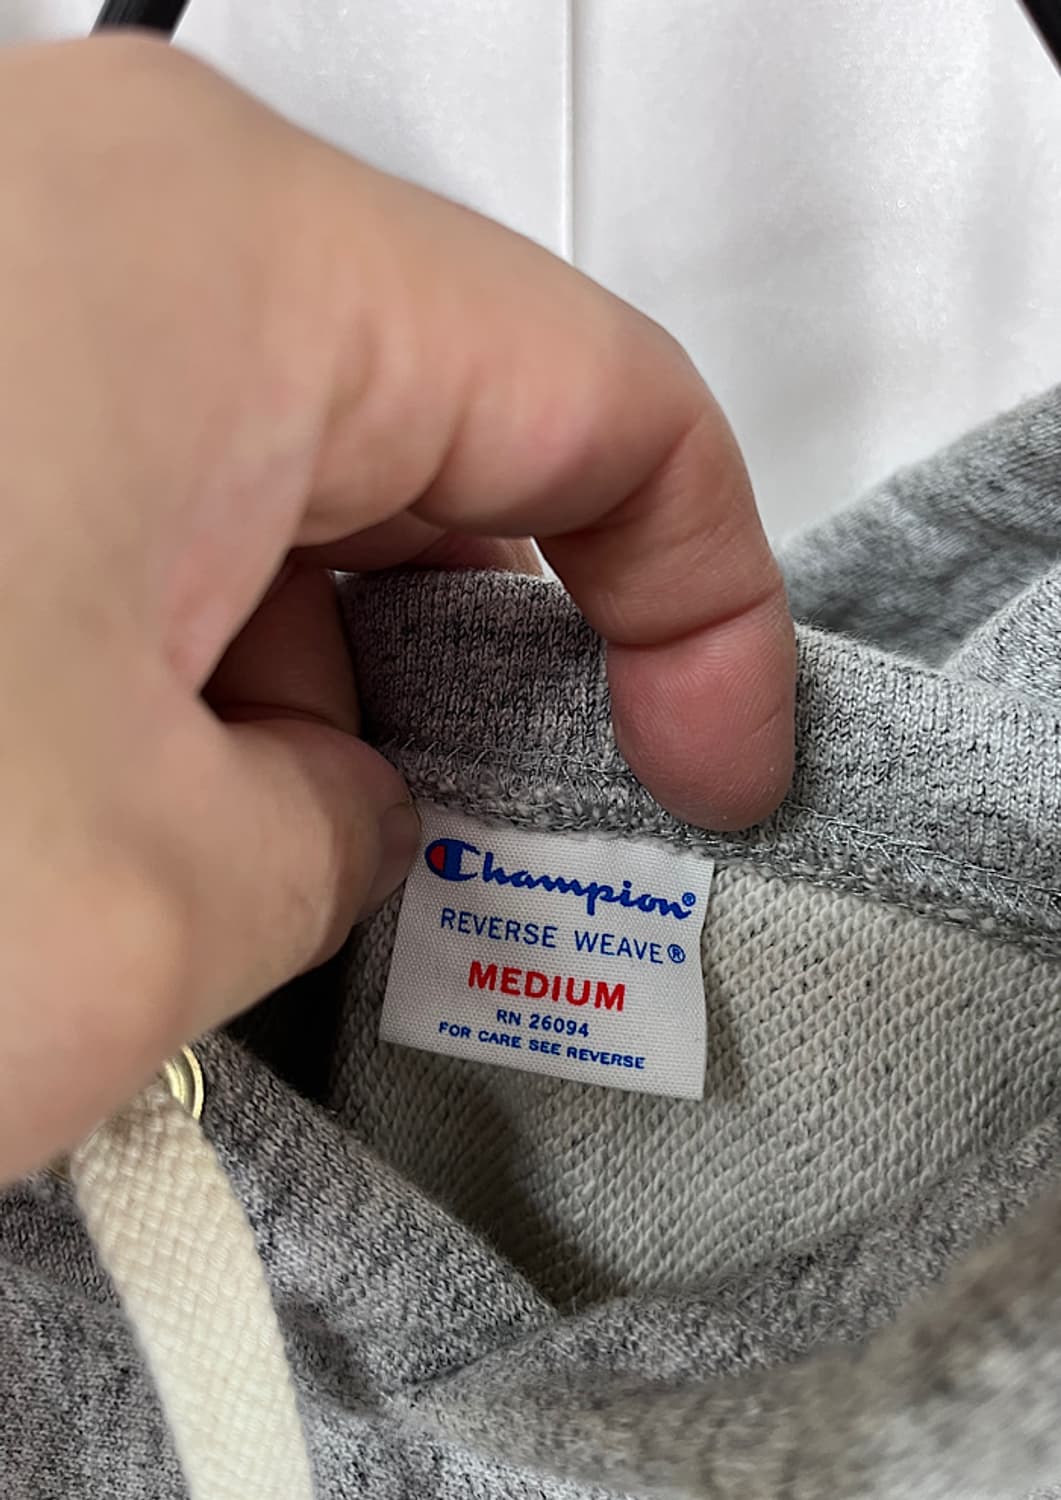 Champion®
REVERSE WEAVE®
MEDIUM
RN 26094
FOR CARE SEE REVERSE